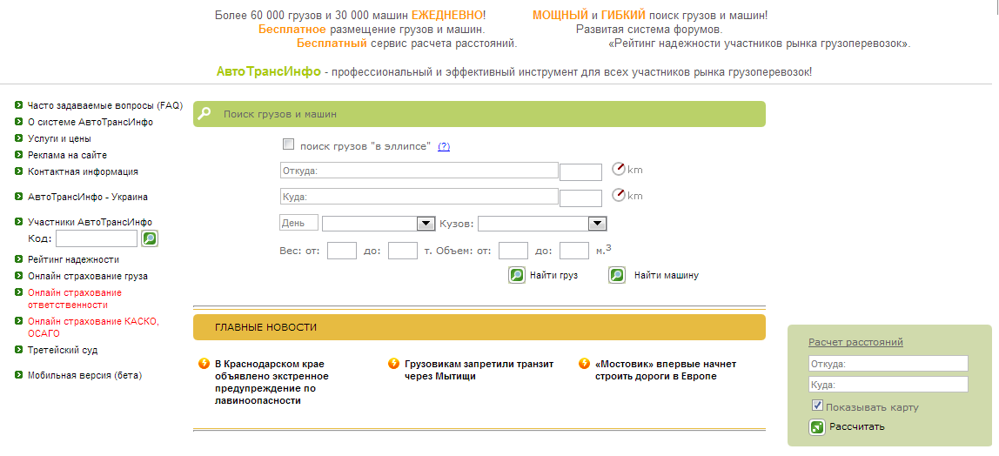 Более 60 000 грузов и 30 000 машин ЕЖЕДНЕВНО! МОЩНЫЙ и ГИБКИЙ поиск грузов и машин!
Бесплатное размещение грузов и машин. Развитая система форумов.
Бесплатный сервис расчета расстояний. «Рейтинг надежности участников рынка грузоперевозок».
АвтоТрансИнфо - профессиональный и эффективный инструмент для всех участников рынка грузоперевозок!
Часто задаваемые вопросы (FAQ)
О системе АвтоТрансИнфо
Услуги и цены
Реклама на сайте
Контактная информация
АвтоТрансИнфо - Украина
Участники АвтоТрансИнфо
Код:
Рейтинг надежности
Онлайн страхование груза
Онлайн страхование
ответственности
Онлайн страхование КАСКО,
ОСАГО
Третейский суд
Мобильная версия (бета)
Поиск грузов и машин
поиск грузов "в эллипсе" (?)
Откуда: km
Куда: km
День Кузов:
Вес: от: до: т. Объем: от: до: м.3
Найти груз Найти машину
ГЛАВНЫЕ НОВОСТИ
В Краснодарском крае
объявлено экстренное
предупреждение по
лавиноопасности
Грузовикам запретили транзит
через Мытищи
«Мостовик» впервые начнет
строить дороги в Европе
Расчет расстояний
Откуда:
Куда:
Показывать карту
Рассчитать